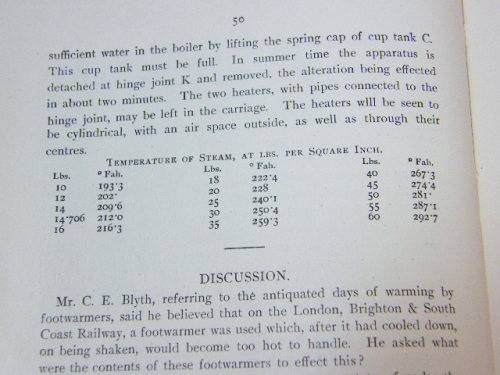 50
sufficient water in the boiler by lifting the spring cap of cup tank C.
This cup tank must be full. In summer time the apparatus is
detached at hinge joint K and removed, the alteration being effected
in about two minutes. The two heaters, with pipes connected to the
hinge joint, may be left in the carriage. The heaters will be seen to
be cylindrical, with an air space outside, as well as through their
centres.
TEMPERATURE OF STEAM, AT LBS. PER SQUARE INCH.
Lbs. ° Fah. Lbs. ° Fah. Lbs. ° Fah.
10 193·3 18 222·4 40 267·3
12 202· 20 228 45 274·4
14 209·6 25 240·1 50 281·
14·706 212·0 30 250·4 55 287·1
16 216·3 35 259·3 60 292·7
DISCUSSION.
Mr. C. E. Blyth, referring to the antiquated days of warming by
footwarmers, said he believed that on the London, Brighton & South
Coast Railway, a footwarmer was used which, after it had cooled down,
on being shaken, would become too hot to handle. He asked what
were the contents of these footwarmers to effect this?